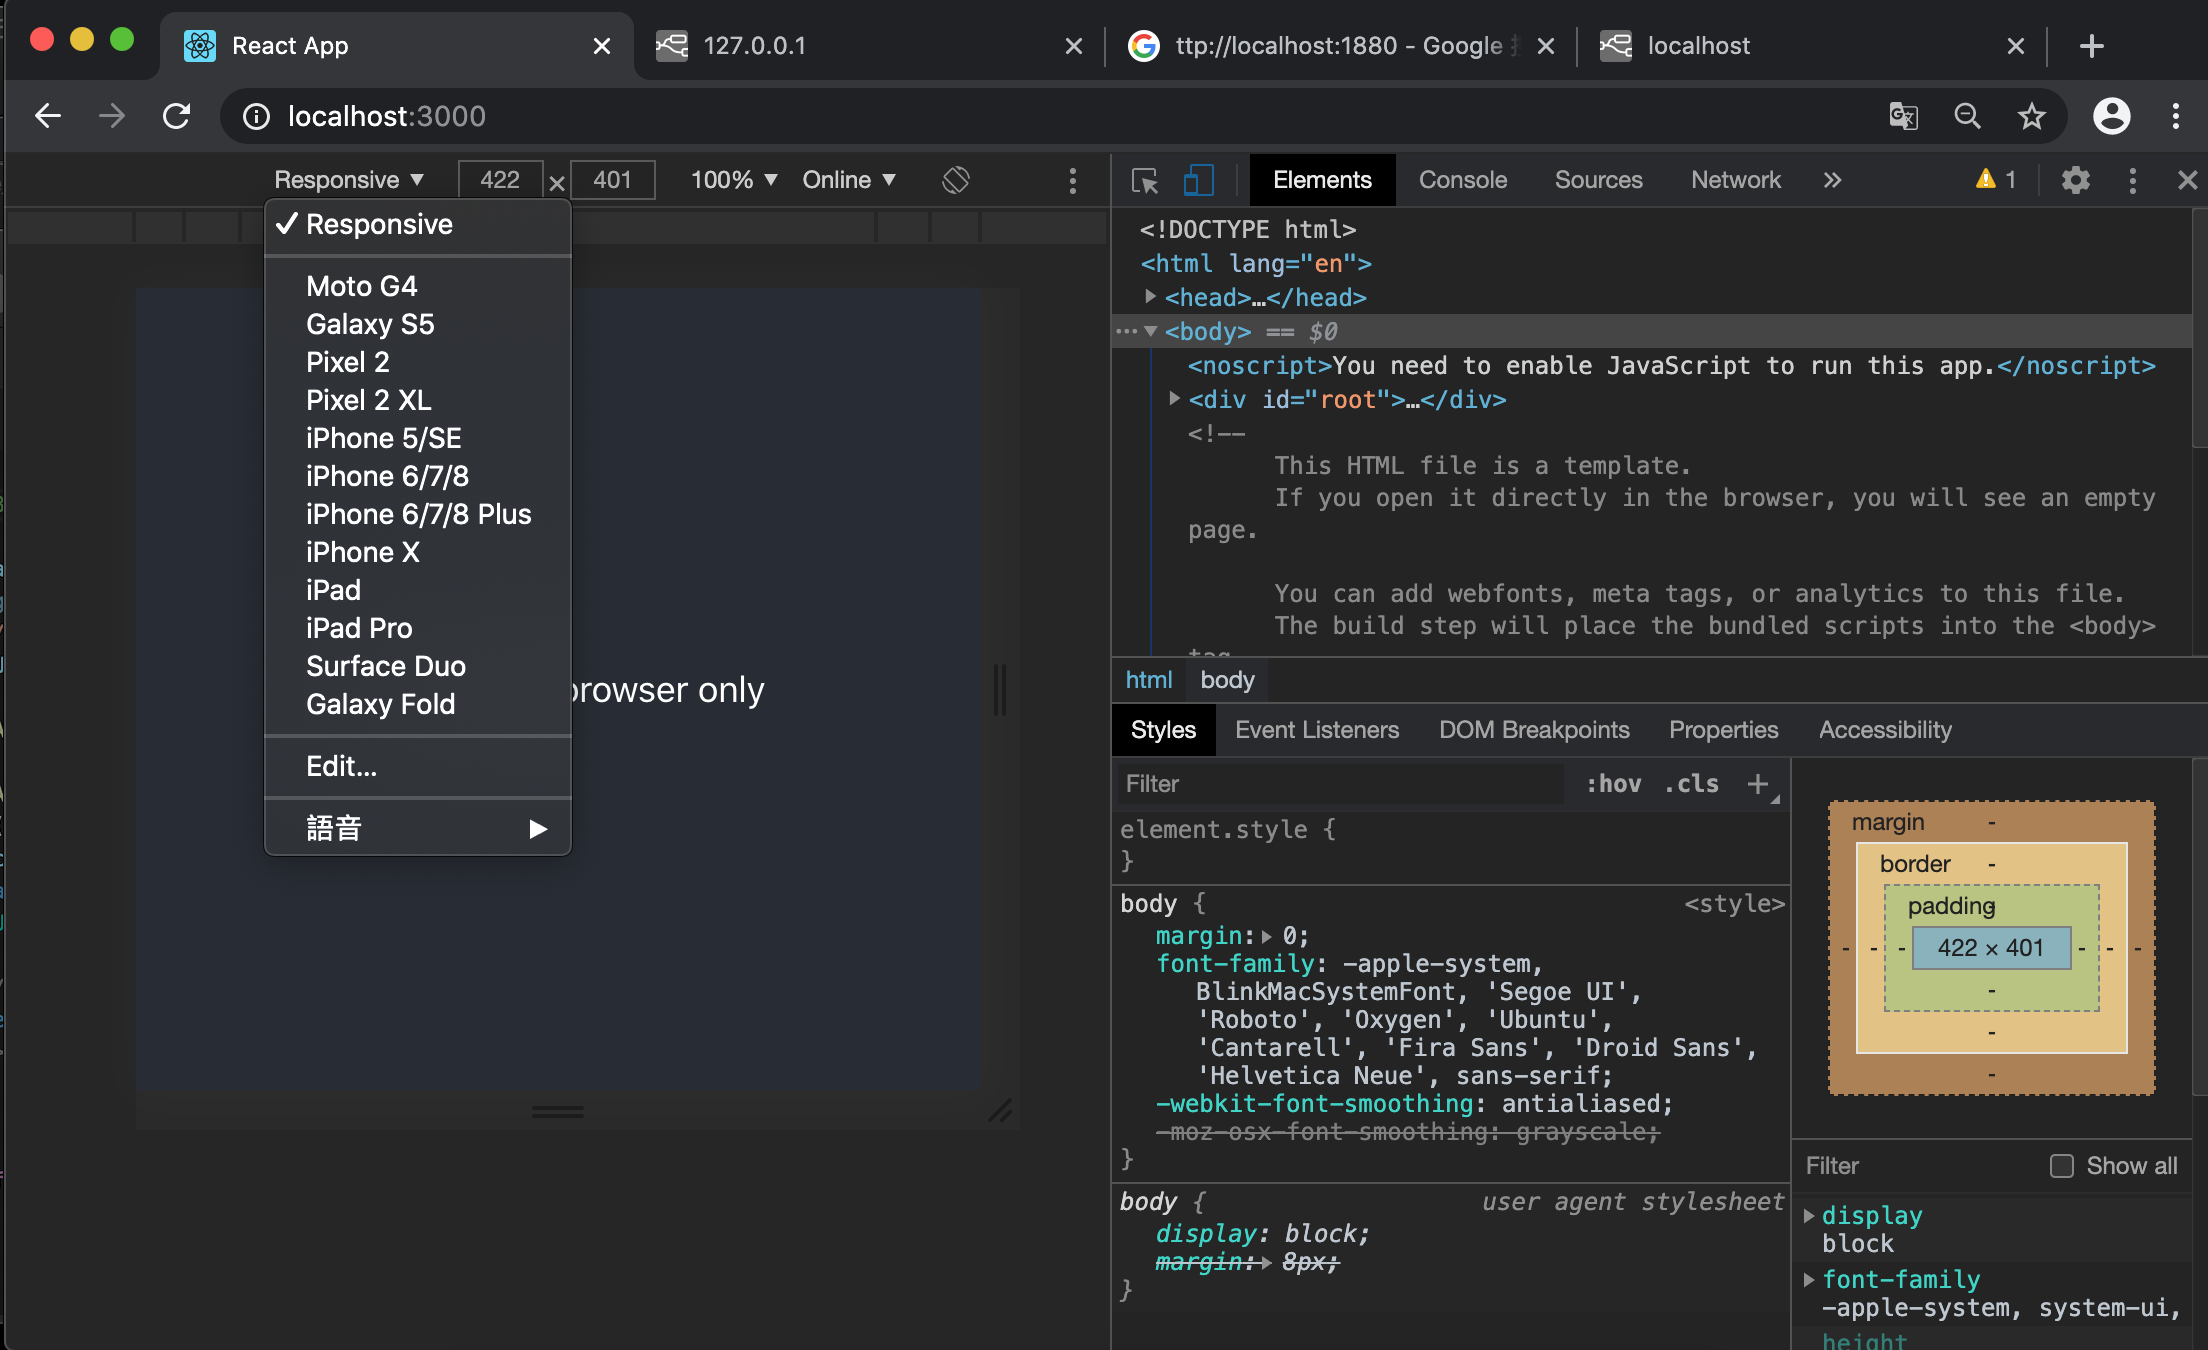 React App
127.0.0.1
ttp://localhost:1880 - Google
localhost
localhost:3000
Responsive ▼ 422 × 401 100% ▼ Online ▼
✓ Responsive
Moto G4
Galaxy S5
Pixel 2
Pixel 2 XL
iPhone 5/SE
iPhone 6/7/8
iPhone 6/7/8 Plus
iPhone X
iPad
iPad Pro
Surface Duo
Galaxy Fold
Edit...
語音
browser only
Elements Console Sources Network » 1
<!DOCTYPE html>
<html lang="en">
<head>…</head>
<body> == $0
<noscript>You need to enable JavaScript to run this app.</noscript>
<div id="root">…</div>
<!--
This HTML file is a template.
If you open it directly in the browser, you will see an empty
page.
You can add webfonts, meta tags, or analytics to this file.
The build step will place the bundled scripts into the <body>
tag.
html body
Styles Event Listeners DOM Breakpoints Properties Accessibility
Filter :hov .cls +
element.style {
}
body { <style>
margin: 0;
font-family: -apple-system,
BlinkMacSystemFont, 'Segoe UI',
'Roboto', 'Oxygen', 'Ubuntu',
'Cantarell', 'Fira Sans', 'Droid Sans',
'Helvetica Neue', sans-serif;
-webkit-font-smoothing: antialiased;
-moz-osx-font-smoothing: grayscale;
}
body { user agent stylesheet
display: block;
margin: 8px;
}
margin -
border -
padding -
- - - 422 × 401 - - -
-
-
-
Filter Show all
display
block
font-family
-apple-system, system-ui,
height